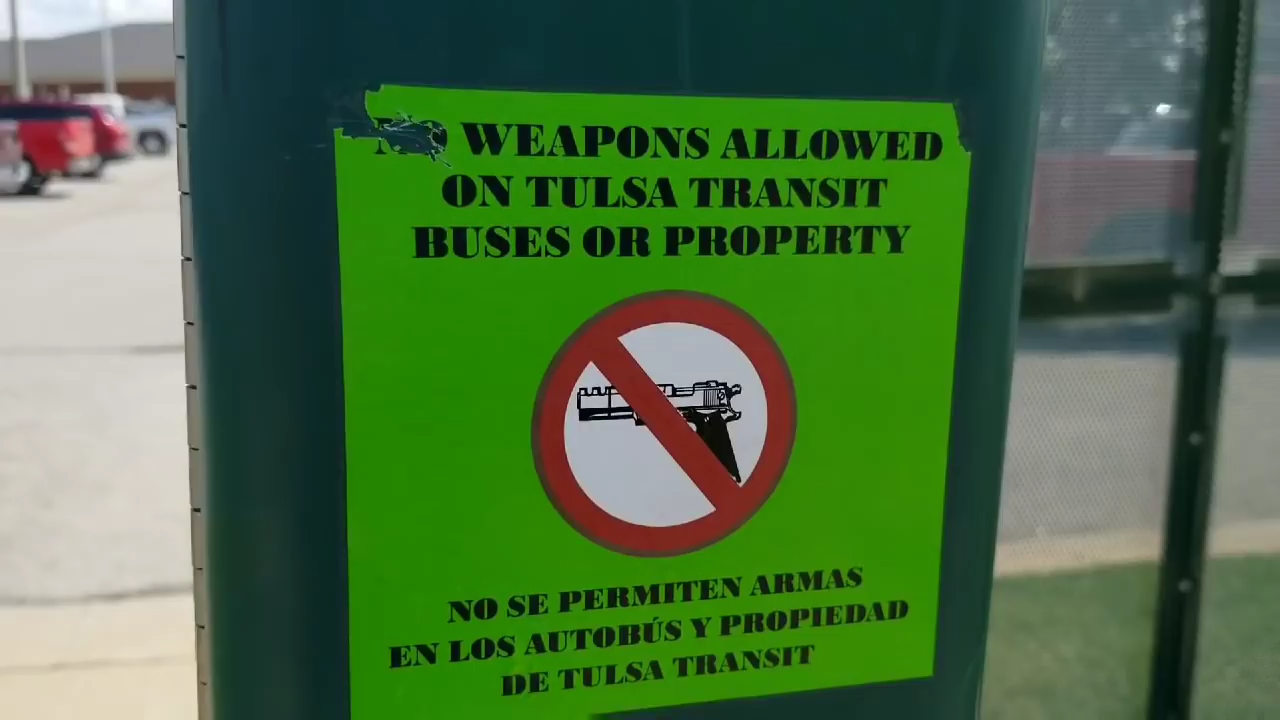 NO WEAPONS ALLOWED
ON TULSA TRANSIT
BUSES OR PROPERTY
NO SE PERMITEN ARMAS
EN LOS AUTOBÚS Y PROPIEDAD
DE TULSA TRANSIT